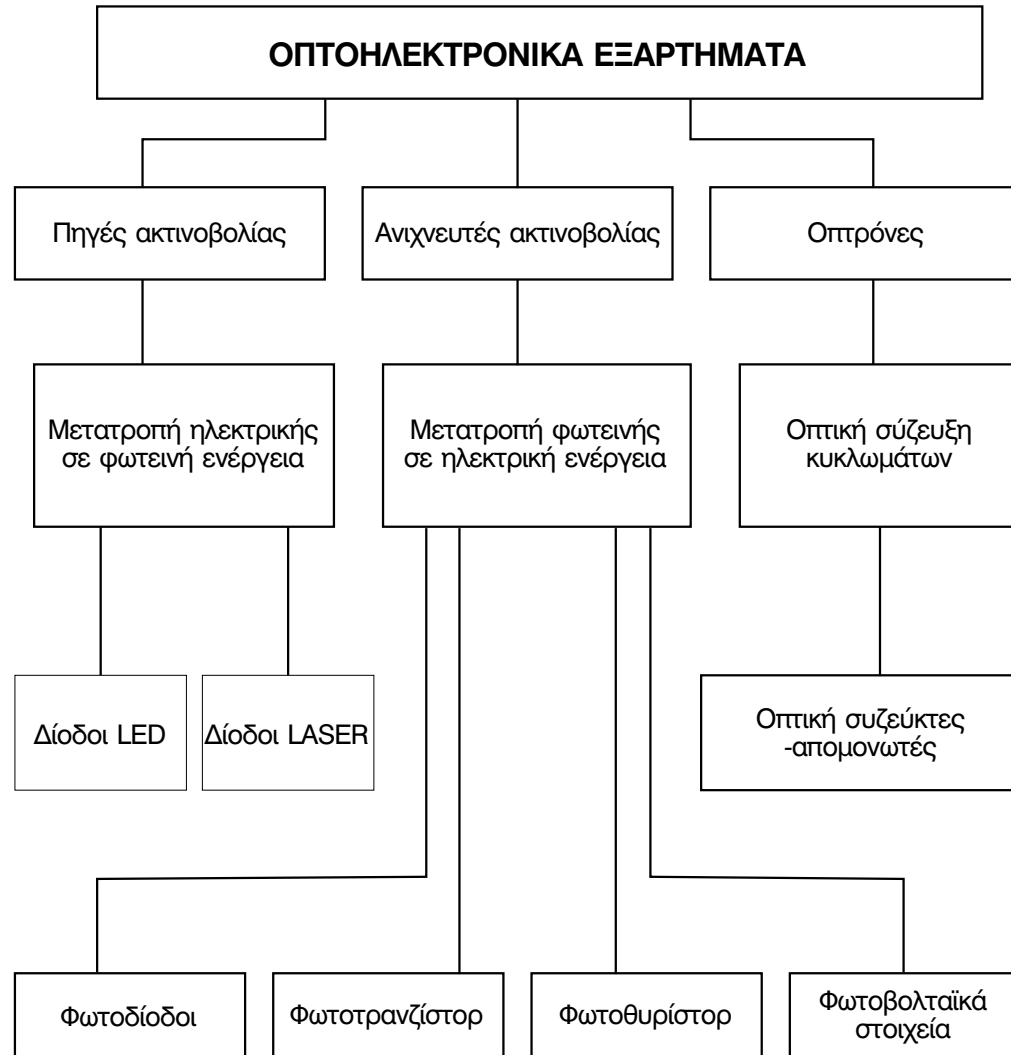 ΟΠΤΟΗΛΕΚΤΡΟΝΙΚΑ ΕΞΑΡΤΗΜΑΤΑ
Πηγές ακτινοβολίας
Ανιχνευτές ακτινοβολίας
Οπτρόνες
Μετατροπή ηλεκτρικής
σε φωτεινή ενέργεια
Μετατροπή φωτεινής
σε ηλεκτρική ενέργεια
Οπτική σύζευξη
κυκλωμάτων
Δίοδοι LED
Δίοδοι LASER
Οπτική συζεύκτες
-απομονωτές
Φωτοδίοδοι
Φωτοτρανζίστορ
Φωτοθυρίστορ
Φωτοβολταϊκά
στοιχεία